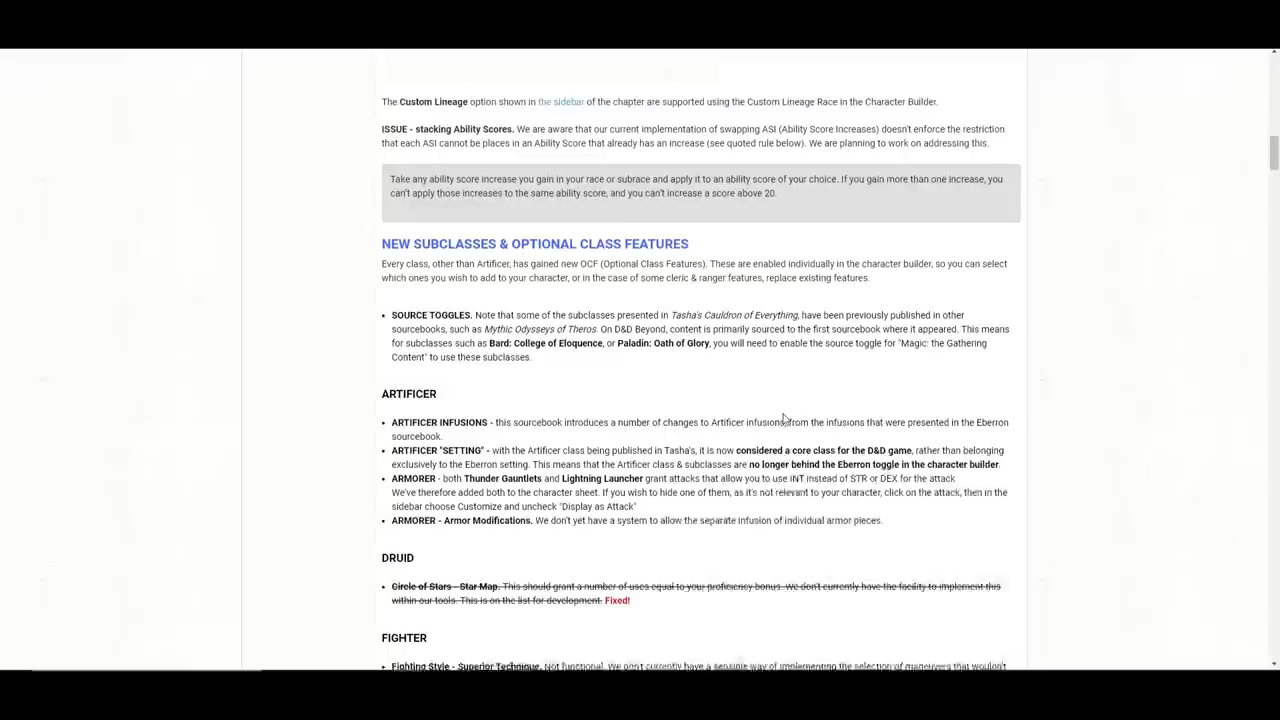 The Custom Lineage option shown in the sidebar of the chapter are supported using the Custom Lineage Race in the Character Builder.
ISSUE - stacking Ability Scores. We are aware that our current implementation of swapping ASI (Ability Score Increases) doesn't enforce the restriction
that each ASI cannot be places in an Ability Score that already has an increase (see quoted rule below). We are planning to work on addressing this.
Take any ability score increase you gain in your race or subrace and apply it to an ability score of your choice. If you gain more than one increase, you
can't apply those increases to the same ability score, and you can't increase a score above 20.
NEW SUBCLASSES & OPTIONAL CLASS FEATURES
Every class, other than Artificer, has gained new OCF (Optional Class Features). These are enabled individually in the character builder, so you can select
which ones you wish to add to your character, or in the case of some cleric & ranger features, replace existing features.
• SOURCE TOGGLES. Note that some of the subclasses presented in Tasha's Cauldron of Everything, have been previously published in other
sourcebooks, such as Mythic Odysseys of Theros. On D&D Beyond, content is primarily sourced to the first sourcebook where it appeared. This means
for subclasses such as Bard: College of Eloquence, or Paladin: Oath of Glory, you will need to enable the source toggle for "Magic: the Gathering
Content" to use these subclasses.
ARTIFICER
• ARTIFICER INFUSIONS - this sourcebook introduces a number of changes to Artificer infusions, from the infusions that were presented in the Eberron
sourcebook.
• ARTIFICER "SETTING" - with the Artificer class being published in Tasha's, it is now considered a core class for the D&D game, rather than belonging
exclusively to the Eberron setting. This means that the Artificer class & subclasses are no longer behind the Eberron toggle in the character builder.
• ARMORER - both Thunder Gauntlets and Lightning Launcher grant attacks that allow you to use INT instead of STR or DEX for the attack
We've therefore added both to the character sheet. If you wish to hide one of them, as it's not relevant to your character, click on the attack, then in the
sidebar choose Customize and uncheck "Display as Attack"
• ARMORER - Armor Modifications. We don't yet have a system to allow the separate infusion of individual armor pieces.
DRUID
• Circle of Stars - Star Map. This should grant a number of uses equal to your proficiency bonus. We don't currently have the facility to implement this
within our tools. This is on the list for development. Fixed!
FIGHTER
• Fighting Style - Superior Technique. Not functional. We don't currently have a separate way of implementing the selection of maneuvers that wouldn't